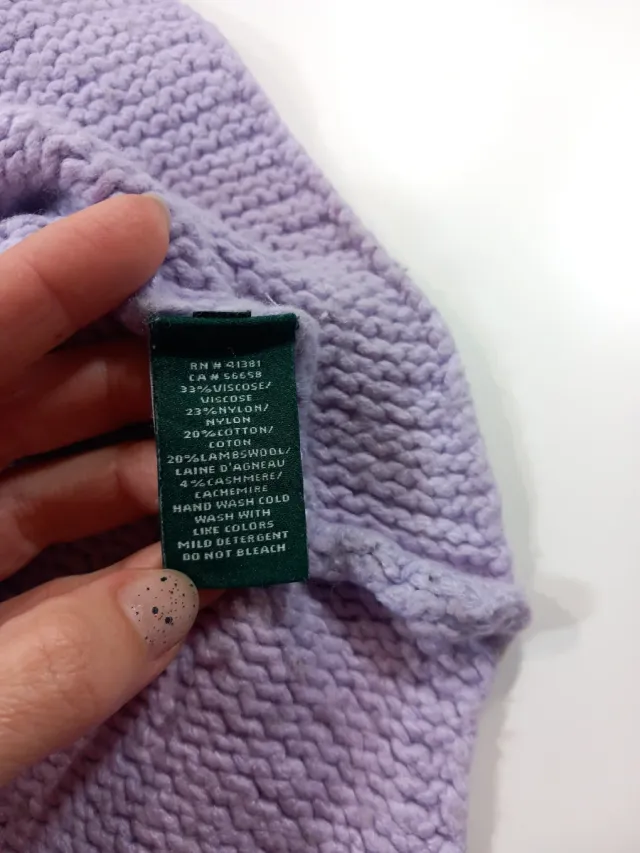 RN # 41381
CA # 56658
33%VISCOSE/
VISCOSE
23%NYLON/
NYLON
20%COTTON/
COTON
20%LAMBSWOOL/
LAINE D'AGNEAU
4%CASHMERE/
CACHEMIRE
HAND WASH COLD
WASH WITH
LIKE COLORS
MILD DETERGENT
DO NOT BLEACH